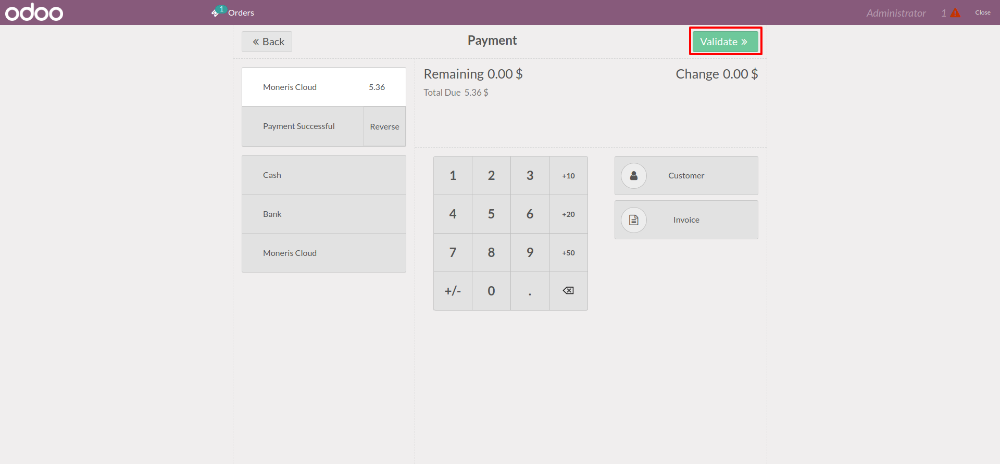 odoo
1
Orders
Administrator
1
Close
Back
Payment
Validate
Moneris Cloud 5.36
Payment Successful
Reverse
Remaining 0.00 $
Change 0.00 $
Total Due 5.36 $
Cash
Bank
Moneris Cloud
1 2 3 +10
4 5 6 +20
7 8 9 +50
+/- 0 .
Customer
Invoice